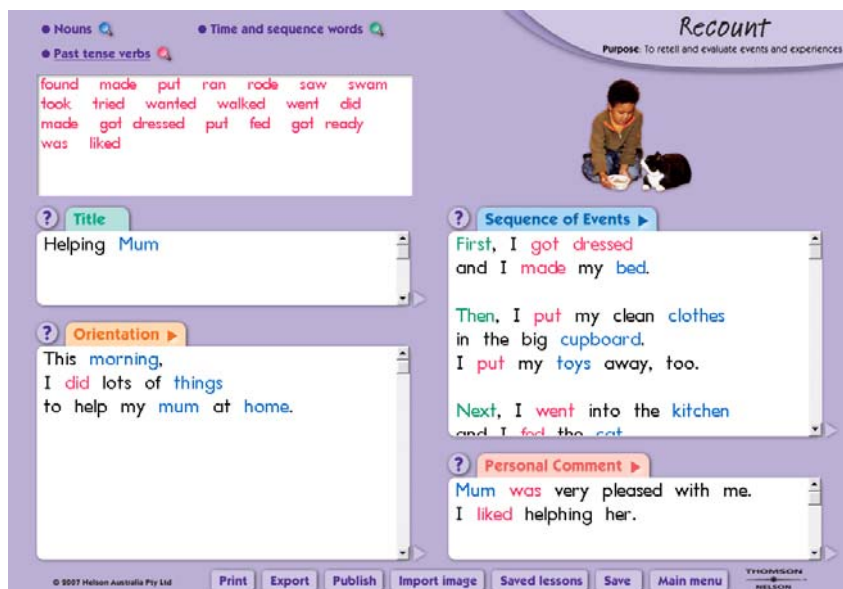 Nouns
Time and sequence words
Past tense verbs
Recount
Purpose: To retell and evaluate events and experiences
found made put ran rode saw swam
took tried wanted walked went did
made got dressed put fed got ready
was liked
? Title
Helping Mum
? Orientation
This morning,
I did lots of things
to help my mum at home.
? Sequence of Events
First, I got dressed
and I made my bed.
Then, I put my clean clothes
in the big cupboard.
I put my toys away, too.
Next, I went into the kitchen
and I fed the cat
? Personal Comment
Mum was very pleased with me.
I liked helphing her.
© 2007 Nelson Australia Pty Ltd
Print Export Publish Import image Saved lessons Save Main menu
THOMSON
NELSON